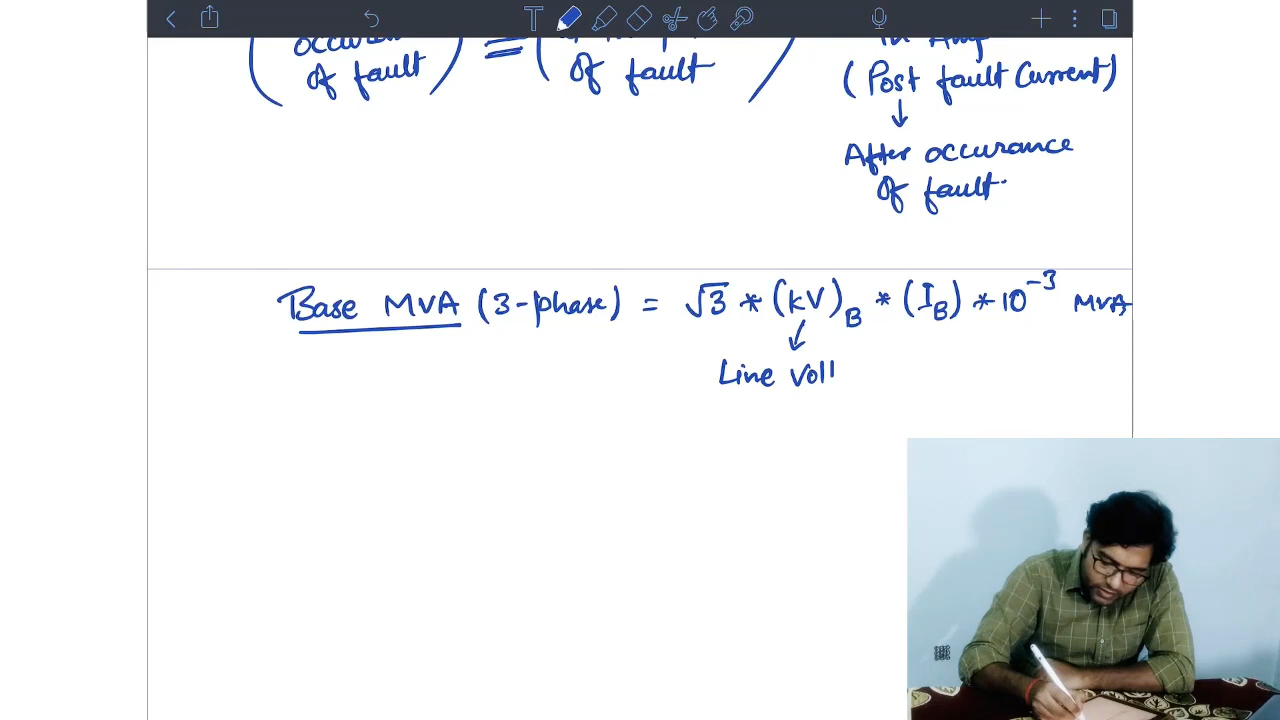 of fault
of fault
(Post fault Current)
↓
After occurance
of fault.
Base MVA (3-phase) = √3 * (kV)B * (IB) * 10⁻³ MVA
↓
Line Voll